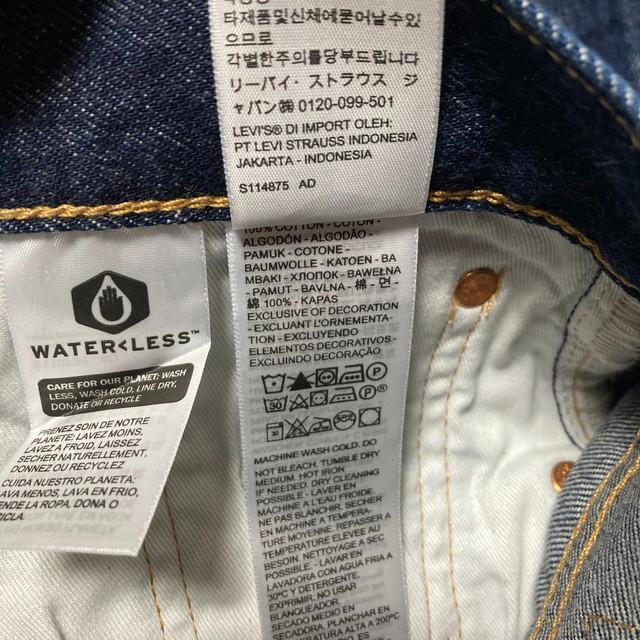 타제품및신체에묻어날수있
으므로
각별한주의를당부드립니다
リーバイ・ストラウス ジ
ャパン㈱ 0120-099-501
LEVI'S® DI IMPORT OLEH:
PT LEVI STRAUSS INDONESIA
JAKARTA - INDONESIA
S114875 AD
100% COTTON - COTON -
ALGODÓN - ALGODÃO -
PAMUK - COTONE -
BAUMWOLLE - KATOEN - BA
MBAKI - ХЛОПОК - BAWEŁNA
- PAMUT - BAVLNA - 棉 - 면 -
綿 100% - KAPAS
EXCLUSIVE OF DECORATION
- EXCLUANT L'ORNEMENTA-
TION - EXCLUYENDO
ELEMENTOS DECORATIVOS -
EXCLUINDO DECORAÇÃO
WATER<LESS™
CARE FOR OUR PLANET: WASH
LESS, WASH COLD, LINE DRY,
DONATE OR RECYCLE
PRENEZ SOIN DE NOTRE
PLANÈTE: LAVEZ MOINS,
LAVEZ À FROID, LAISSEZ
SÉCHER NATURELLEMENT,
DONNEZ OU RECYCLEZ
CUIDA NUESTRO PLANETA:
LAVA MENOS, LAVA EN FRÍO,
LA ROPA, DONA O
MACHINE WASH COLD. DO
NOT BLEACH. TUMBLE DRY
MEDIUM. HOT IRON
IF NEEDED. DRY CLEANING
POSSIBLE - LAVER EN
MACHINE A L'EAU FROIDE.
NE PAS BLANCHIR. SECHER
EN MACHINE A TEMPERA-
TURE MOYENNE. REPASSER A
TEMPERATURE ELEVEE AU
BESOIN. NETTOYAGE A SEC
POSSIBLE. - LAVAR EN
LAVADORA CON AGUA FRIA A
30ºC Y DETERGENTE.
EXPRIMIR. NO USAR
BLANQUEADOR.
SECADO MEDIO EN
SECADORA. PLANCHAR EN
TEMPERATURA ALTA A 200ºC